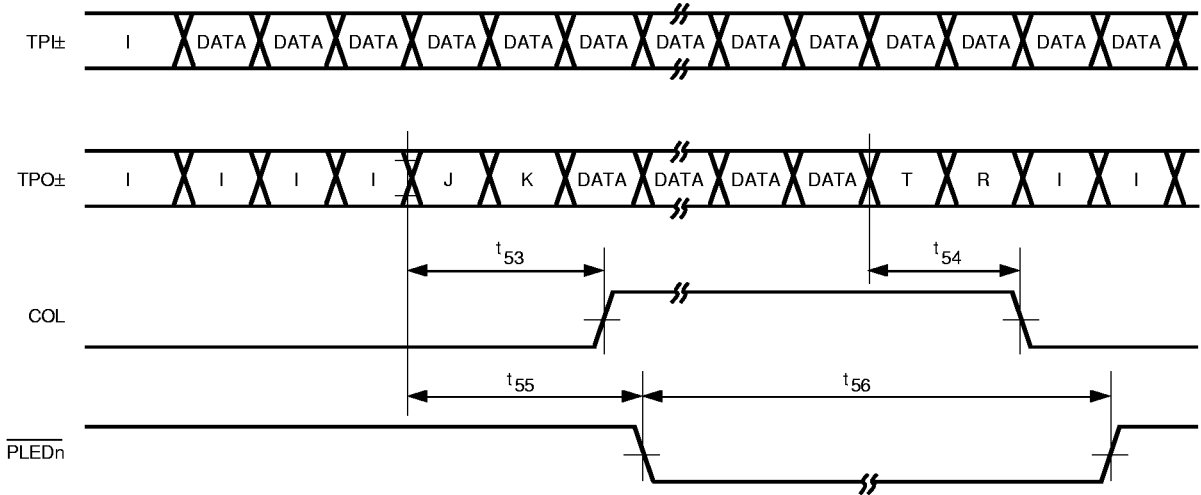 TPI± I DATA DATA DATA DATA DATA DATA DATA DATA DATA DATA DATA DATA DATA
TPO± I I I I J K DATA DATA DATA DATA T R I I
t53 t54
COL
t55 t56
PLEDn